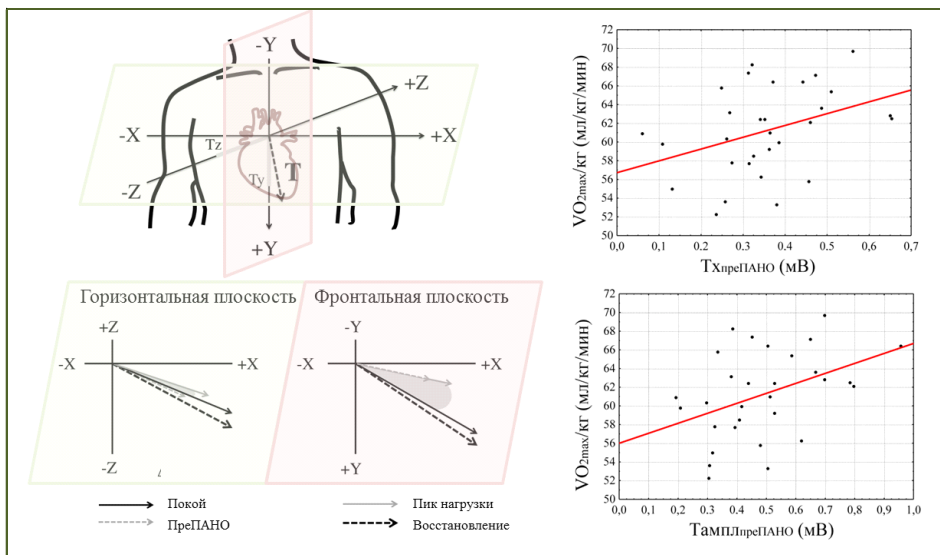 -Y
+Z
-X
+X
Tz
T
Ty
-Z
+Y
Горизонтальная плоскость
+Z
-X
+X
-Z
Фронтальная плоскость
-Y
-X
+X
+Y
Покой
Пик нагрузки
ПреПАНО
Восстановление
VO2max/кг (мл/кг/мин)
72
70
68
66
64
62
60
58
56
54
52
50
0,0 0,1 0,2 0,3 0,4 0,5 0,6 0,7
TXпреПАНО (мВ)
VO2max/кг (мл/кг/мин)
72
70
68
66
64
62
60
58
56
54
52
50
0,0 0,1 0,2 0,3 0,4 0,5 0,6 0,7 0,8 0,9 1,0
TамплпреПАНО (мВ)